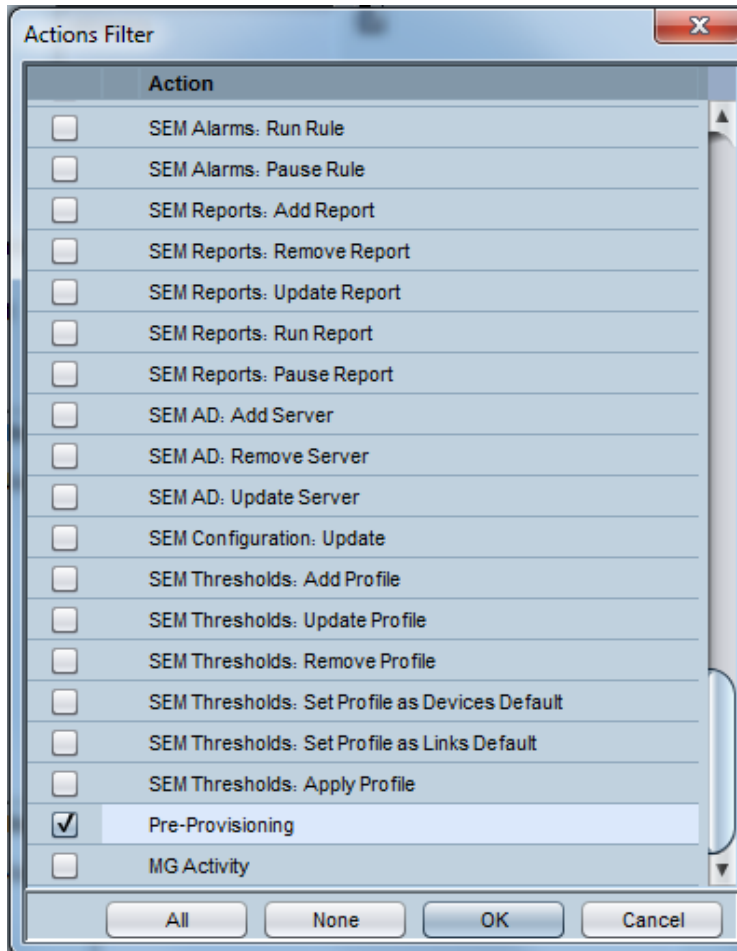 Actions Filter
Action
SEM Alarms: Run Rule
SEM Alarms: Pause Rule
SEM Reports: Add Report
SEM Reports: Remove Report
SEM Reports: Update Report
SEM Reports: Run Report
SEM Reports: Pause Report
SEM AD: Add Server
SEM AD: Remove Server
SEM AD: Update Server
SEM Configuration: Update
SEM Thresholds: Add Profile
SEM Thresholds: Update Profile
SEM Thresholds: Remove Profile
SEM Thresholds: Set Profile as Devices Default
SEM Thresholds: Set Profile as Links Default
SEM Thresholds: Apply Profile
Pre-Provisioning
MG Activity
All None OK Cancel